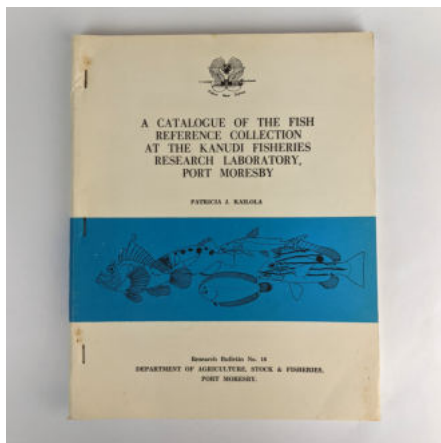 A CATALOGUE OF THE FISH
REFERENCE COLLECTION
AT THE KANUDI FISHERIES
RESEARCH LABORATORY,
PORT MORESBY
PATRICIA J. KAILOLA
Research Bulletin No. 16
DEPARTMENT OF AGRICULTURE, STOCK & FISHERIES,
PORT MORESBY.